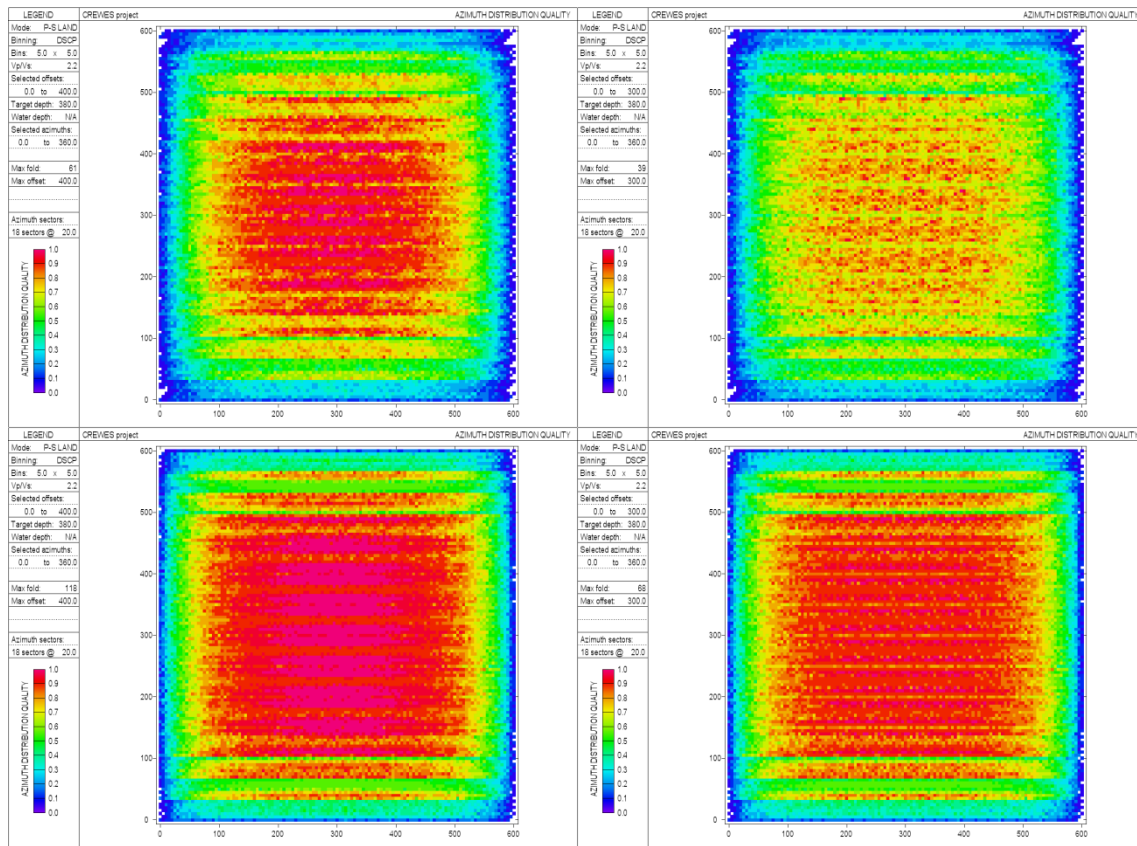 LEGEND CREWES project AZIMUTH DISTRIBUTION QUALITY
Mode: P-S LAND
Binning: DSCP
Bins: 5.0 x 5.0
Vp/Vs: 2.2
Selected offsets:
0.0 to 400.0
Target depth: 380.0
Water depth: N/A
Selected azimuths:
0.0 to 360.0
Max fold: 61
Max offset: 400.0
Azimuth sectors:
18 sectors @ 20.0
AZIMUTH DISTRIBUTION QUALITY
1.0
0.9
0.8
0.7
0.6
0.5
0.4
0.3
0.2
0.1
0.0
600
500
400
300
200
100
0
0 100 200 300 400 500 600
LEGEND CREWES project AZIMUTH DISTRIBUTION QUALITY
Mode: P-S LAND
Binning: DSCP
Bins: 5.0 x 5.0
Vp/Vs: 2.2
Selected offsets:
0.0 to 300.0
Target depth: 380.0
Water depth: N/A
Selected azimuths:
0.0 to 360.0
Max fold: 39
Max offset: 300.0
Azimuth sectors:
18 sectors @ 20.0
AZIMUTH DISTRIBUTION QUALITY
1.0
0.9
0.8
0.7
0.6
0.5
0.4
0.3
0.2
0.1
0.0
600
500
400
300
200
100
0
0 100 200 300 400 500 600
LEGEND CREWES project AZIMUTH DISTRIBUTION QUALITY
Mode: P-S LAND
Binning: DSCP
Bins: 5.0 x 5.0
Vp/Vs: 2.2
Selected offsets:
0.0 to 400.0
Target depth: 380.0
Water depth: N/A
Selected azimuths:
0.0 to 360.0
Max fold: 118
Max offset: 400.0
Azimuth sectors:
18 sectors @ 20.0
AZIMUTH DISTRIBUTION QUALITY
1.0
0.9
0.8
0.7
0.6
0.5
0.4
0.3
0.2
0.1
0.0
600
500
400
300
200
100
0
0 100 200 300 400 500 600
LEGEND CREWES project AZIMUTH DISTRIBUTION QUALITY
Mode: P-S LAND
Binning: DSCP
Bins: 5.0 x 5.0
Vp/Vs: 2.2
Selected offsets:
0.0 to 300.0
Target depth: 380.0
Water depth: N/A
Selected azimuths:
0.0 to 360.0
Max fold: 68
Max offset: 300.0
Azimuth sectors:
18 sectors @ 20.0
AZIMUTH DISTRIBUTION QUALITY
1.0
0.9
0.8
0.7
0.6
0.5
0.4
0.3
0.2
0.1
0.0
600
500
400
300
200
100
0
0 100 200 300 400 500 600